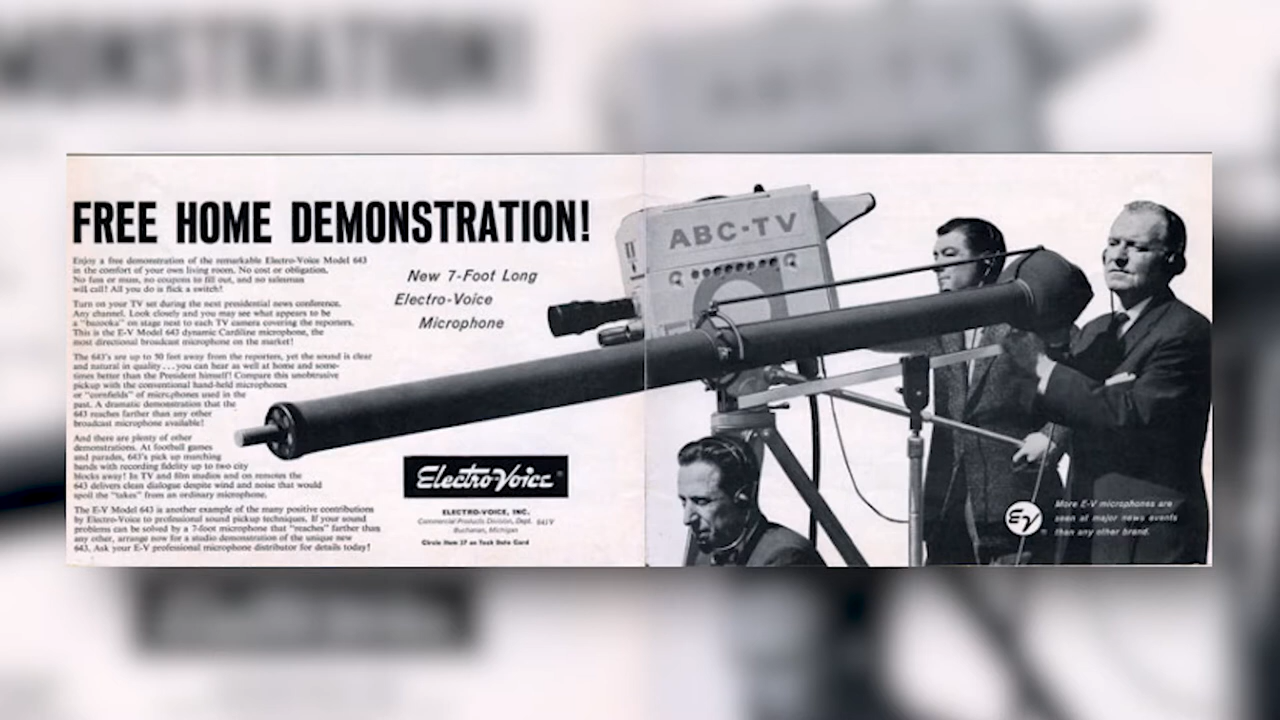 FREE HOME DEMONSTRATION!
Enjoy a free demonstration of the remarkable Electro-Voice Model 643
in the comfort of your own living room. No cost or obligation.
No fuss or muss, no coupons to fill out, and no salesman
will call! All you do is flick a switch!
Turn on your TV set during the next presidential news conference.
Any channel. Look closely and you may see what appears to be
a "bazooka" on stage next to each TV camera covering the reporters.
This is the E-V Model 643 dynamic Cardiline microphone, the
most directional broadcast microphone on the market!
The 643's are up to 50 feet away from the reporters, yet the sound is clear
and natural in quality . . . you can hear as well at home and some-
times better than the President himself! Compare this unobtrusive
pickup with the conventional hand-held microphones
or "cornfields" of microphones used in the
past. A dramatic demonstration that the
643 reaches farther than any other
broadcast microphone available!
And there are plenty of other
demonstrations. At football games
and parades, 643's pick up marching
bands with recording fidelity up to two city
blocks away! In TV and film studios and on remotes the
643 delivers clean dialogue despite wind and noise that would
spoil the "takes" from an ordinary microphone.
The E-V Model 643 is another example of the many positive contributions
by Electro-Voice to professional sound pickup techniques. If your sound
problems can be solved by a 7-foot microphone that "reaches" farther than
any other, arrange now for a studio demonstration of the unique new
643. Ask your E-V professional microphone distributor for details today!
New 7-Foot Long
Electro-Voice
Microphone
Electro-Voice®
ELECTRO-VOICE, INC.
Commercial Products Division, Dept.
Buchanan, Michigan
Circle Item 37 on Tech Data Card
ABC-TV
EV
More E-V microphones are
seen at major news events
than any other brand.